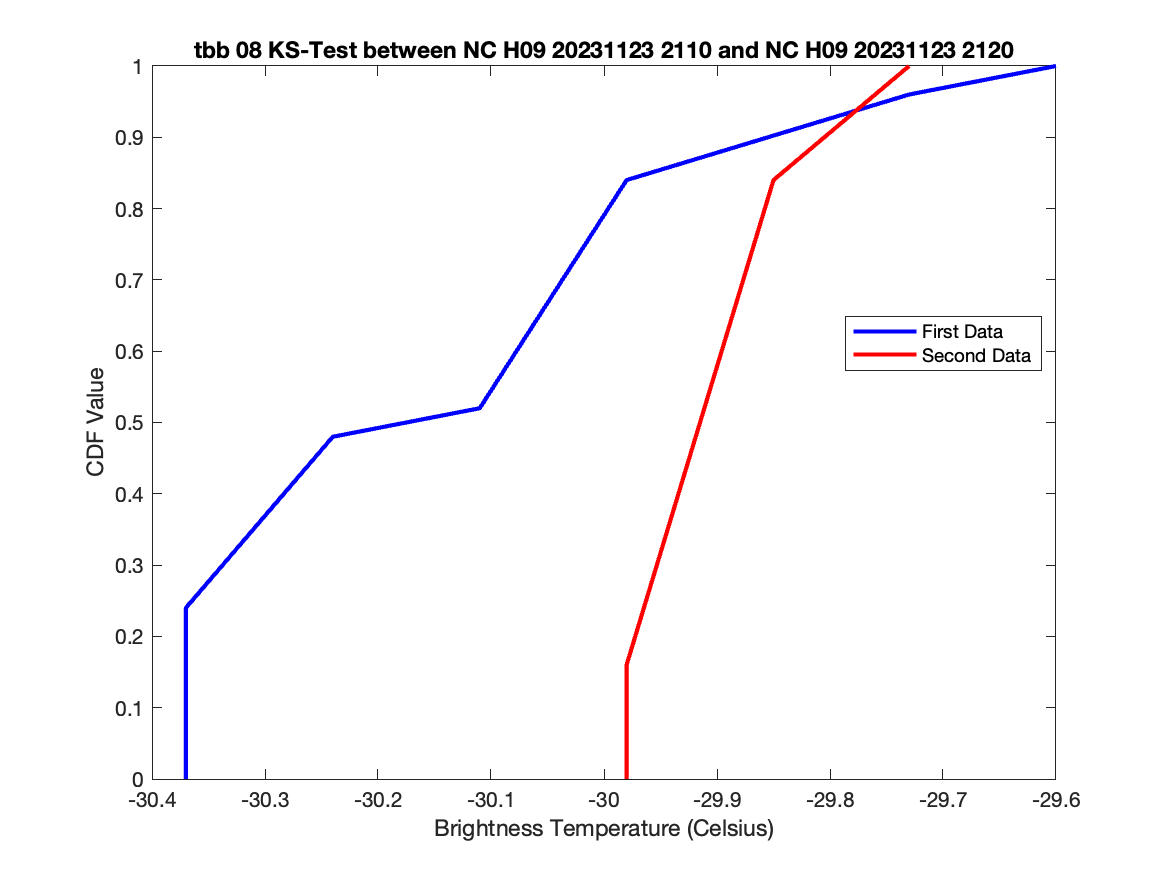 tbb 08 KS-Test between NC H09 20231123 2110 and NC H09 20231123 2120
1
0.9
0.8
0.7
0.6
0.5
0.4
0.3
0.2
0.1
0
CDF Value
First Data
Second Data
-30.4 -30.3 -30.2 -30.1 -30 -29.9 -29.8 -29.7 -29.6
Brightness Temperature (Celsius)